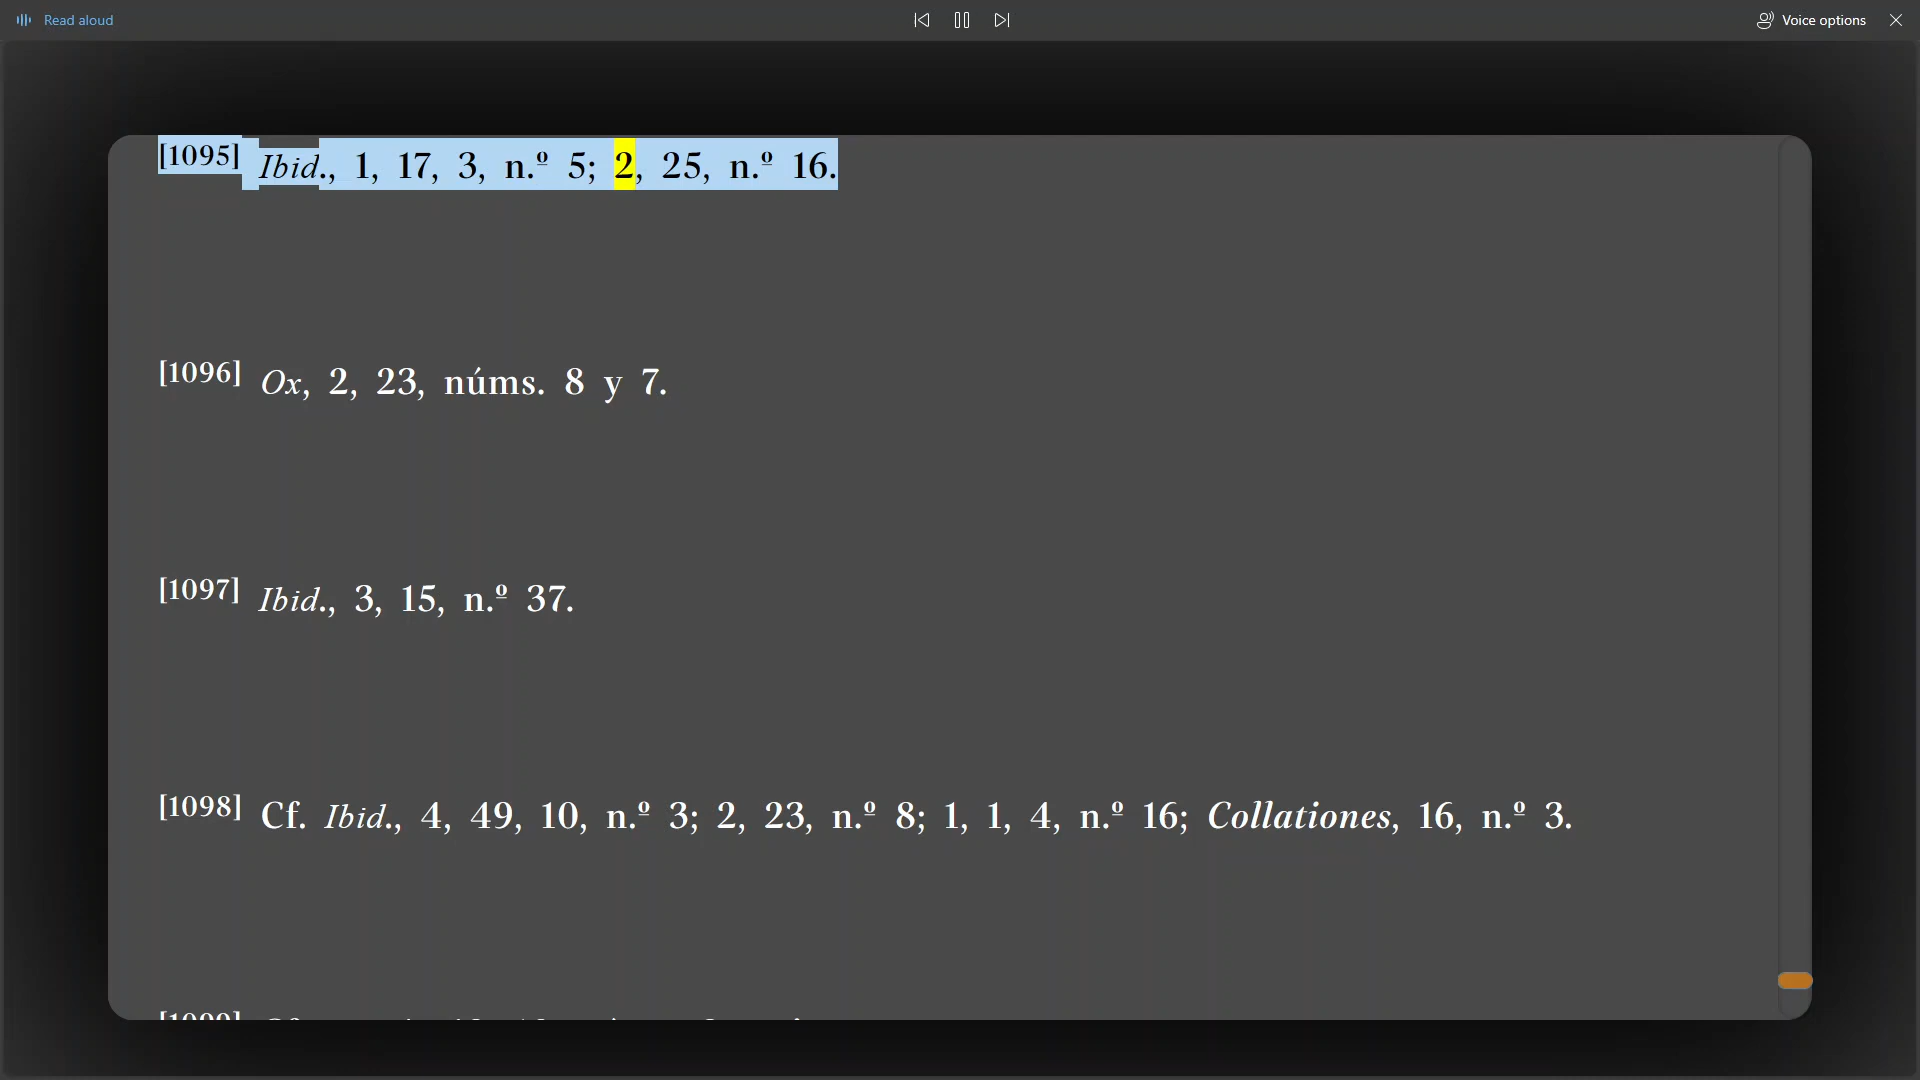 Read aloud
Voice options
[1095] Ibid., 1, 17, 3, n.º 5; 2, 25, n.º 16.
[1096] Ox, 2, 23, núms. 8 y 7.
[1097] Ibid., 3, 15, n.º 37.
[1098] Cf. Ibid., 4, 49, 10, n.º 3; 2, 23, n.º 8; 1, 1, 4, n.º 16; Collationes, 16, n.º 3.